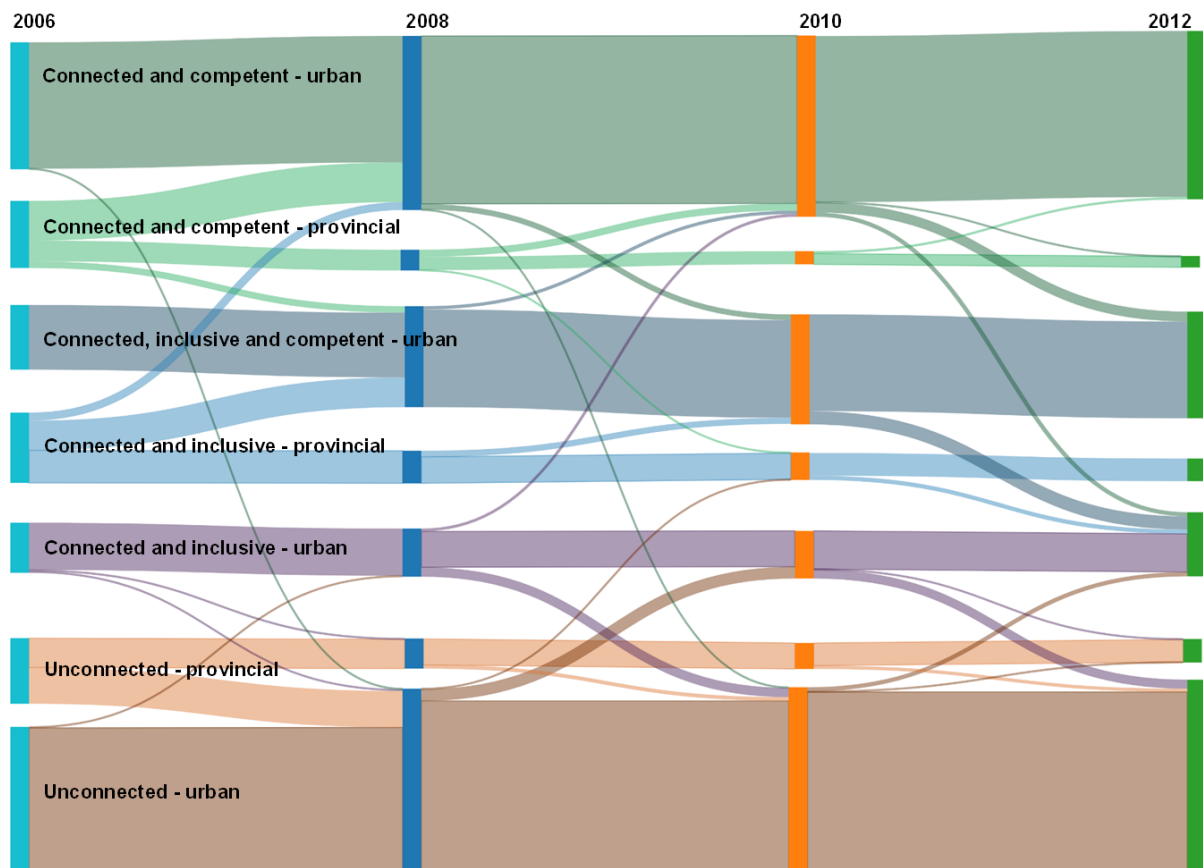 2006 2008 2010 2012
Connected and competent - urban
Connected and competent - provincial
Connected, inclusive and competent - urban
Connected and inclusive - provincial
Connected and inclusive - urban
Unconnected - provincial
Unconnected - urban